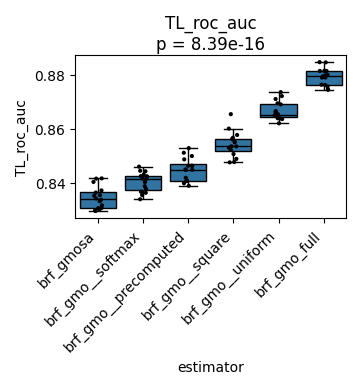 TL_roc_auc
p = 8.39e-16
TL_roc_auc
0.88
0.86
0.84
brf_gmosa
brf_gmo__softmax
brf_gmo__precomputed
brf_gmo__square
brf_gmo__uniform
brf_gmo_full
estimator